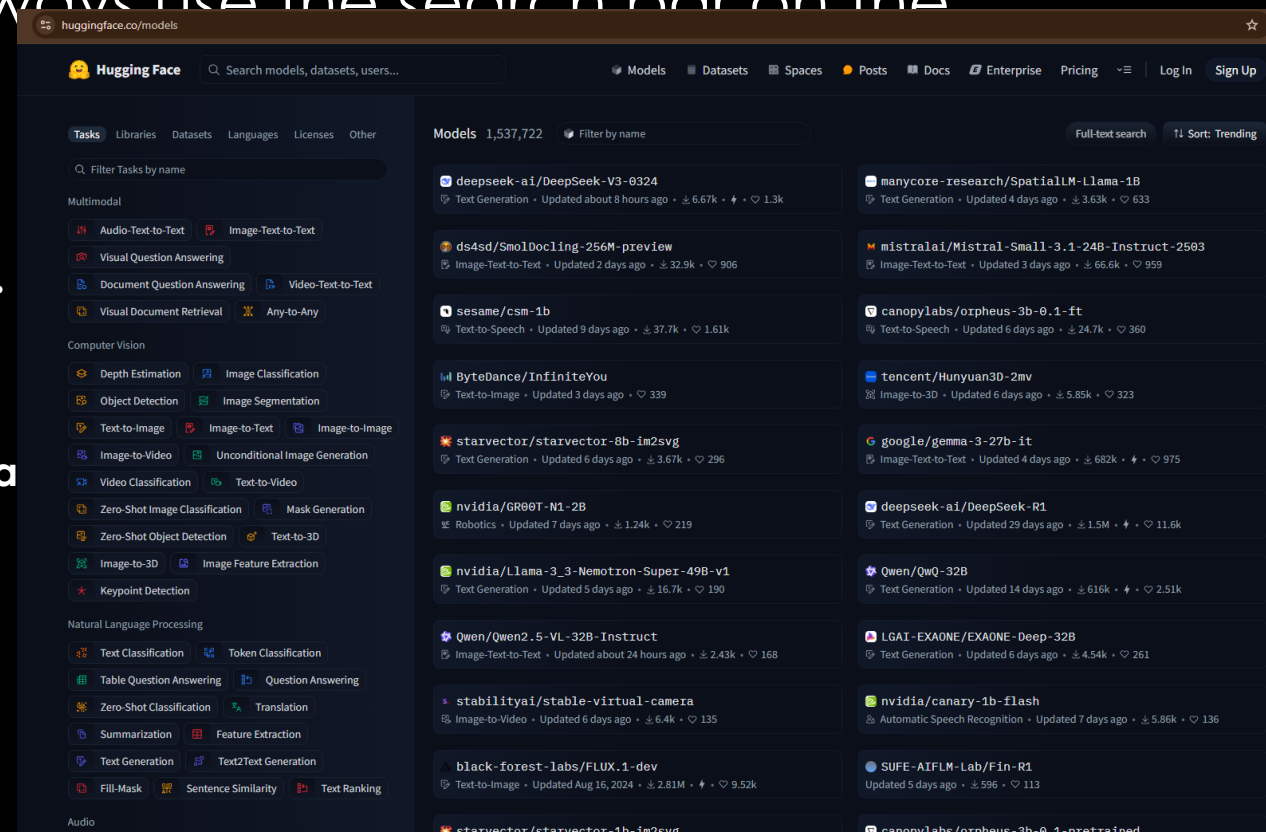 ways use the search bar on the
huggingface.co/models
Hugging Face
Search models, datasets, users...
Models Datasets Spaces Posts Docs Enterprise Pricing Log In Sign Up
Tasks Libraries Datasets Languages Licenses Other
Filter Tasks by name
Multimodal
Audio-Text-to-Text Image-Text-to-Text
Visual Question Answering
Document Question Answering Video-Text-to-Text
Visual Document Retrieval Any-to-Any
Computer Vision
Depth Estimation Image Classification
Object Detection Image Segmentation
Text-to-Image Image-to-Text Image-to-Image
Image-to-Video Unconditional Image Generation
Video Classification Text-to-Video
Zero-Shot Image Classification Mask Generation
Zero-Shot Object Detection Text-to-3D
Image-to-3D Image Feature Extraction
Keypoint Detection
Natural Language Processing
Text Classification Token Classification
Table Question Answering Question Answering
Zero-Shot Classification Translation
Summarization Feature Extraction
Text Generation Text2Text Generation
Fill-Mask Sentence Similarity Text Ranking
Audio
Models 1,537,722 Filter by name Full-text search Sort: Trending
deepseek-ai/DeepSeek-V3-0324
Text Generation • Updated about 8 hours ago • 6.67k • • 1.3k
manycore-research/SpatialLM-Llama-1B
Text Generation • Updated 4 days ago • 3.63k • 633
ds4sd/SmolDocling-256M-preview
Image-Text-to-Text • Updated 2 days ago • 32.9k • 906
mistralai/Mistral-Small-3.1-24B-Instruct-2503
Image-Text-to-Text • Updated 3 days ago • 66.6k • 959
sesame/csm-1b
Text-to-Speech • Updated 9 days ago • 37.7k • 1.61k
canopylabs/orpheus-3b-0.1-ft
Text-to-Speech • Updated 6 days ago • 24.7k • 360
ByteDance/InfiniteYou
Text-to-Image • Updated 3 days ago • 339
tencent/Hunyuan3D-2mv
Image-to-3D • Updated 6 days ago • 5.85k • 323
starvector/starvector-8b-im2svg
Text Generation • Updated 6 days ago • 3.67k • 296
google/gemma-3-27b-it
Image-Text-to-Text • Updated 4 days ago • 682k • • 975
nvidia/GR00T-N1-2B
Robotics • Updated 7 days ago • 1.24k • 219
deepseek-ai/DeepSeek-R1
Text Generation • Updated 29 days ago • 1.5M • • 11.6k
nvidia/Llama-3_3-Nemotron-Super-49B-v1
Text Generation • Updated 5 days ago • 16.7k • 190
Qwen/QwQ-32B
Text Generation • Updated 14 days ago • 616k • • 2.51k
Qwen/Qwen2.5-VL-32B-Instruct
Image-Text-to-Text • Updated about 24 hours ago • 2.43k • 168
LGAI-EXAONE/EXAONE-Deep-32B
Text Generation • Updated 6 days ago • 4.54k • 261
stabilityai/stable-virtual-camera
Image-to-Video • Updated 6 days ago • 6.4k • 135
nvidia/canary-1b-flash
Automatic Speech Recognition • Updated 7 days ago • 5.86k • 136
black-forest-labs/FLUX.1-dev
Text-to-Image • Updated Aug 16, 2024 • 2.81M • • 9.52k
SUFE-AIFLM-Lab/Fin-R1
Updated 5 days ago • 596 • 113
starvector/starvector-1b-im2svg
canopylabs/orpheus-3b-0.1-pretrained